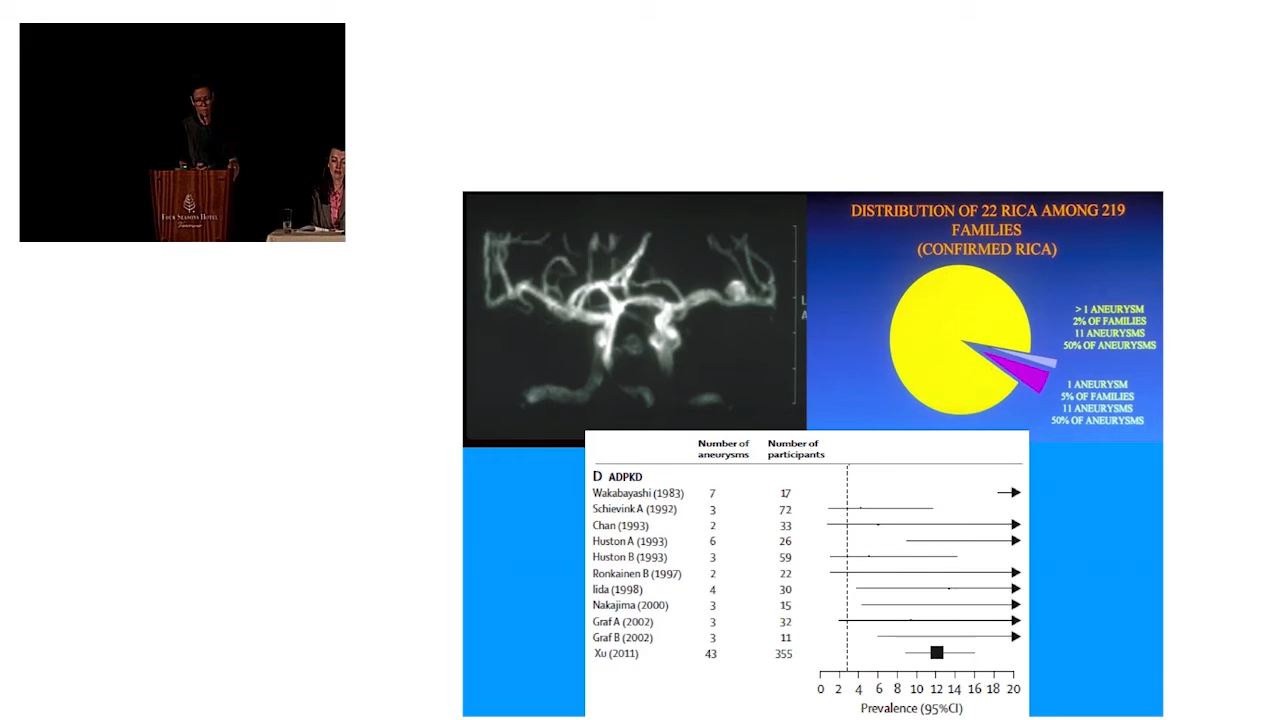 FOUR SEASONS HOTEL
Vancouver
L
A
DISTRIBUTION OF 22 RICA AMONG 219
FAMILIES
(CONFIRMED RICA)
> 1 ANEURYSM
2% OF FAMILIES
11 ANEURYSMS
50% OF ANEURYSMS
1 ANEURYSM
5% OF FAMILIES
11 ANEURYSMS
50% OF ANEURYSMS
Number of aneurysms Number of participants
D ADPKD
Wakabayashi (1983) 7 17
Schievink A (1992) 3 72
Chan (1993) 2 33
Huston A (1993) 6 26
Huston B (1993) 3 59
Ronkainen B (1997) 2 22
Iida (1998) 4 30
Nakajima (2000) 3 15
Graf A (2002) 3 32
Graf B (2002) 3 11
Xu (2011) 43 355
0 2 4 6 8 10 12 14 16 18 20
Prevalence (95%CI)